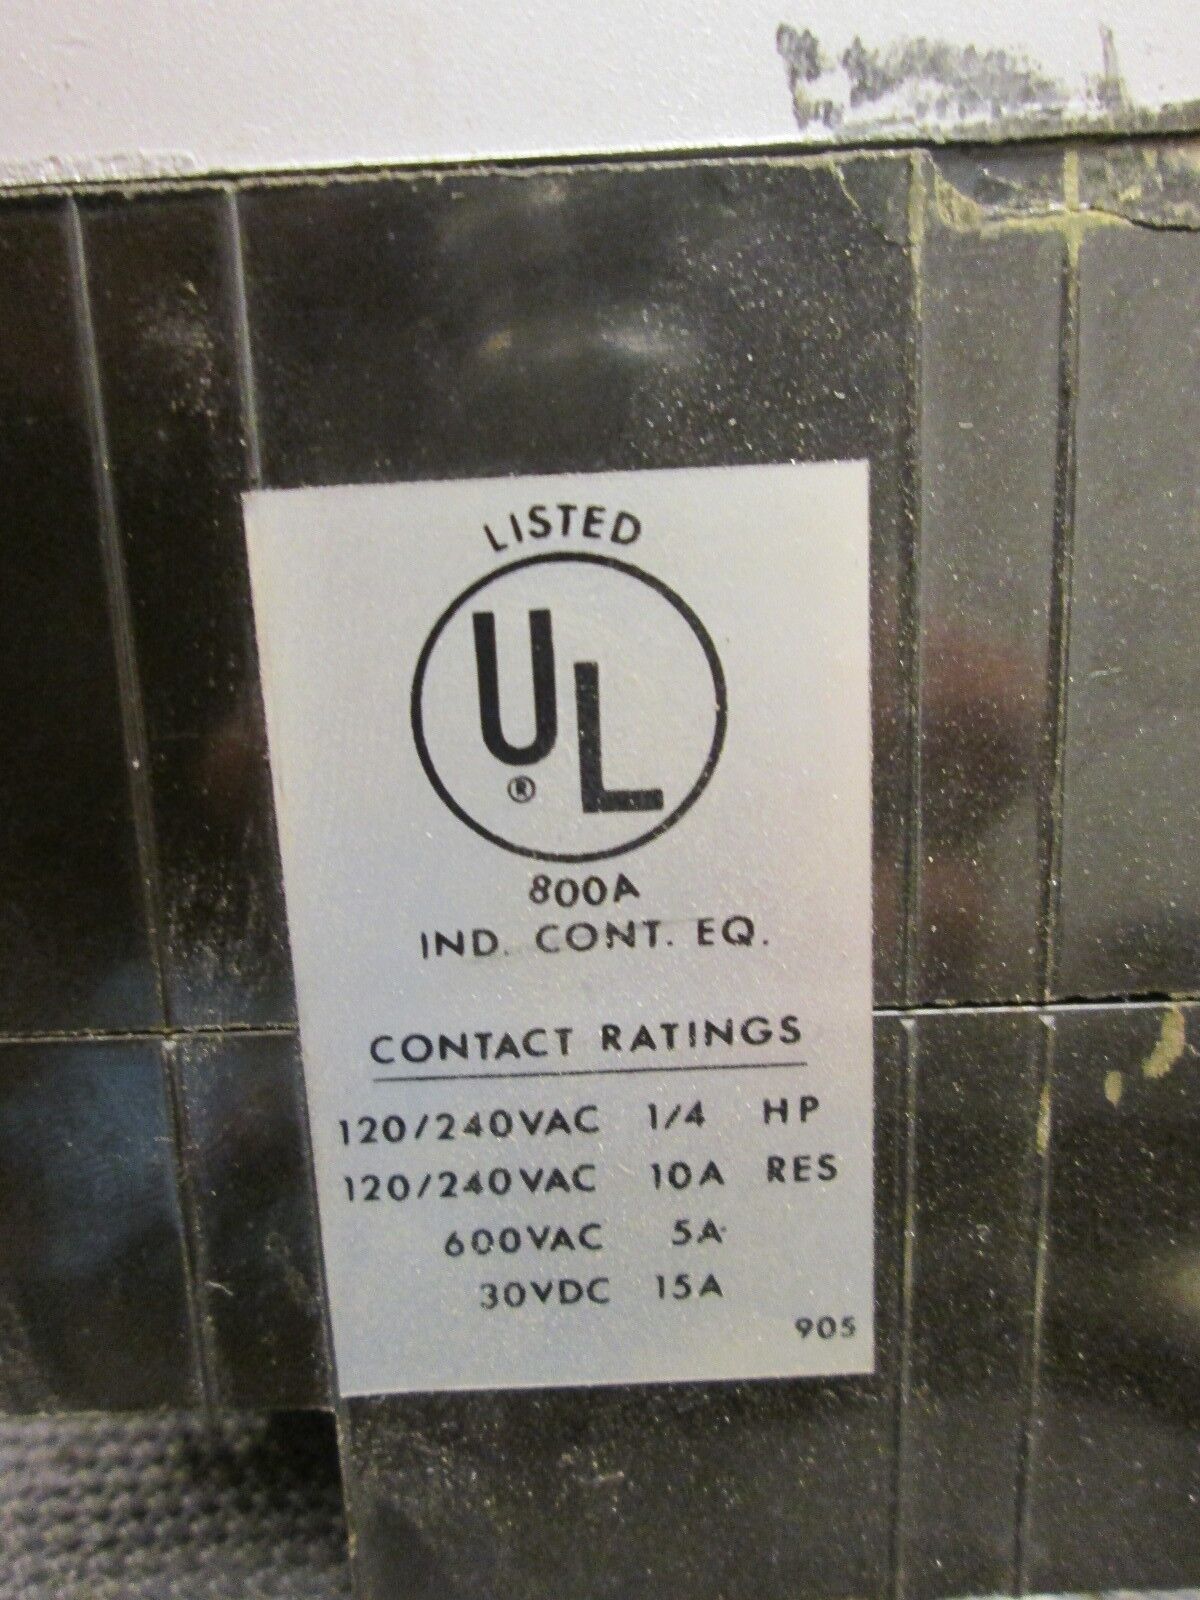 LISTED
UL
®
800A
IND. CONT. EQ.
CONTACT RATINGS
120/240VAC 1/4 HP
120/240VAC 10A RES
600VAC 5A
30VDC 15A
905